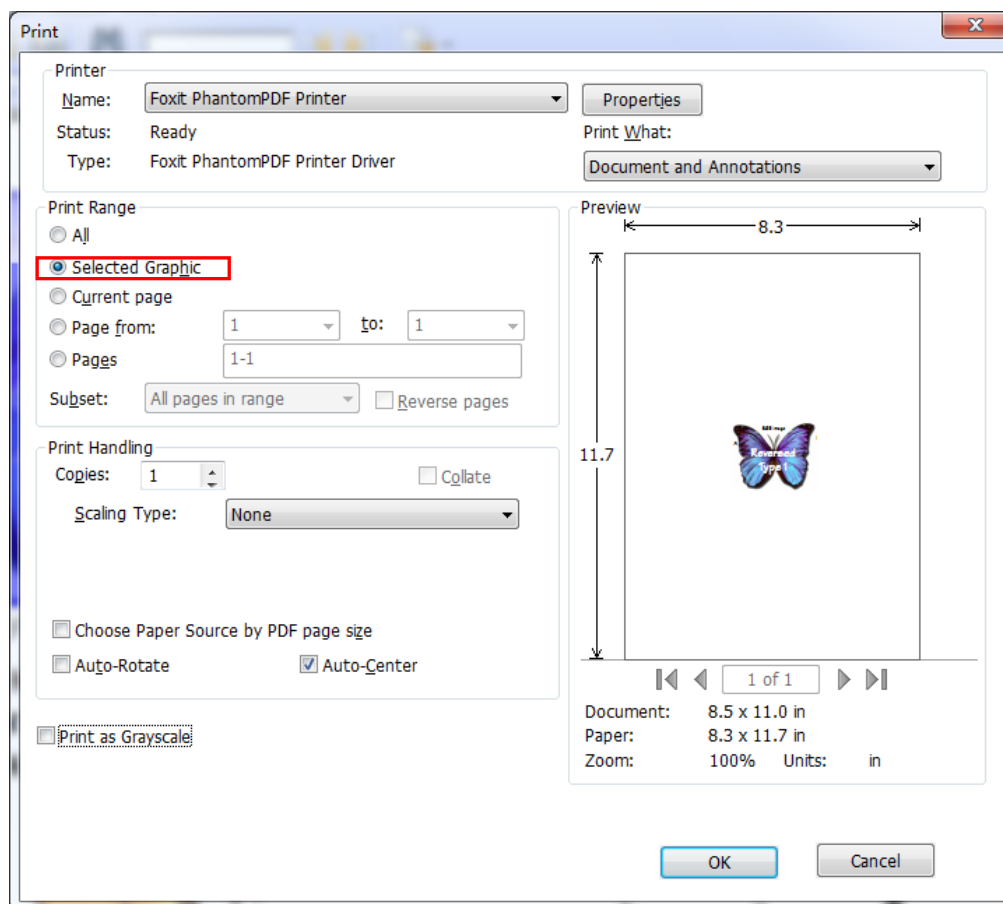 Print
Printer
Name: Foxit PhantomPDF Printer Properties
Status: Ready Print What:
Type: Foxit PhantomPDF Printer Driver Document and Annotations
Print Range
All
Selected Graphic
Current page
Page from: 1 to: 1
Pages 1-1
Subset: All pages in range Reverse pages
Print Handling
Copies: 1 Collate
Scaling Type: None
Choose Paper Source by PDF page size
Auto-Rotate Auto-Center
Print as Grayscale
Preview
8.3
11.7
Reversed
Type 1
1 of 1
Document: 8.5 x 11.0 in
Paper: 8.3 x 11.7 in
Zoom: 100% Units: in
OK Cancel